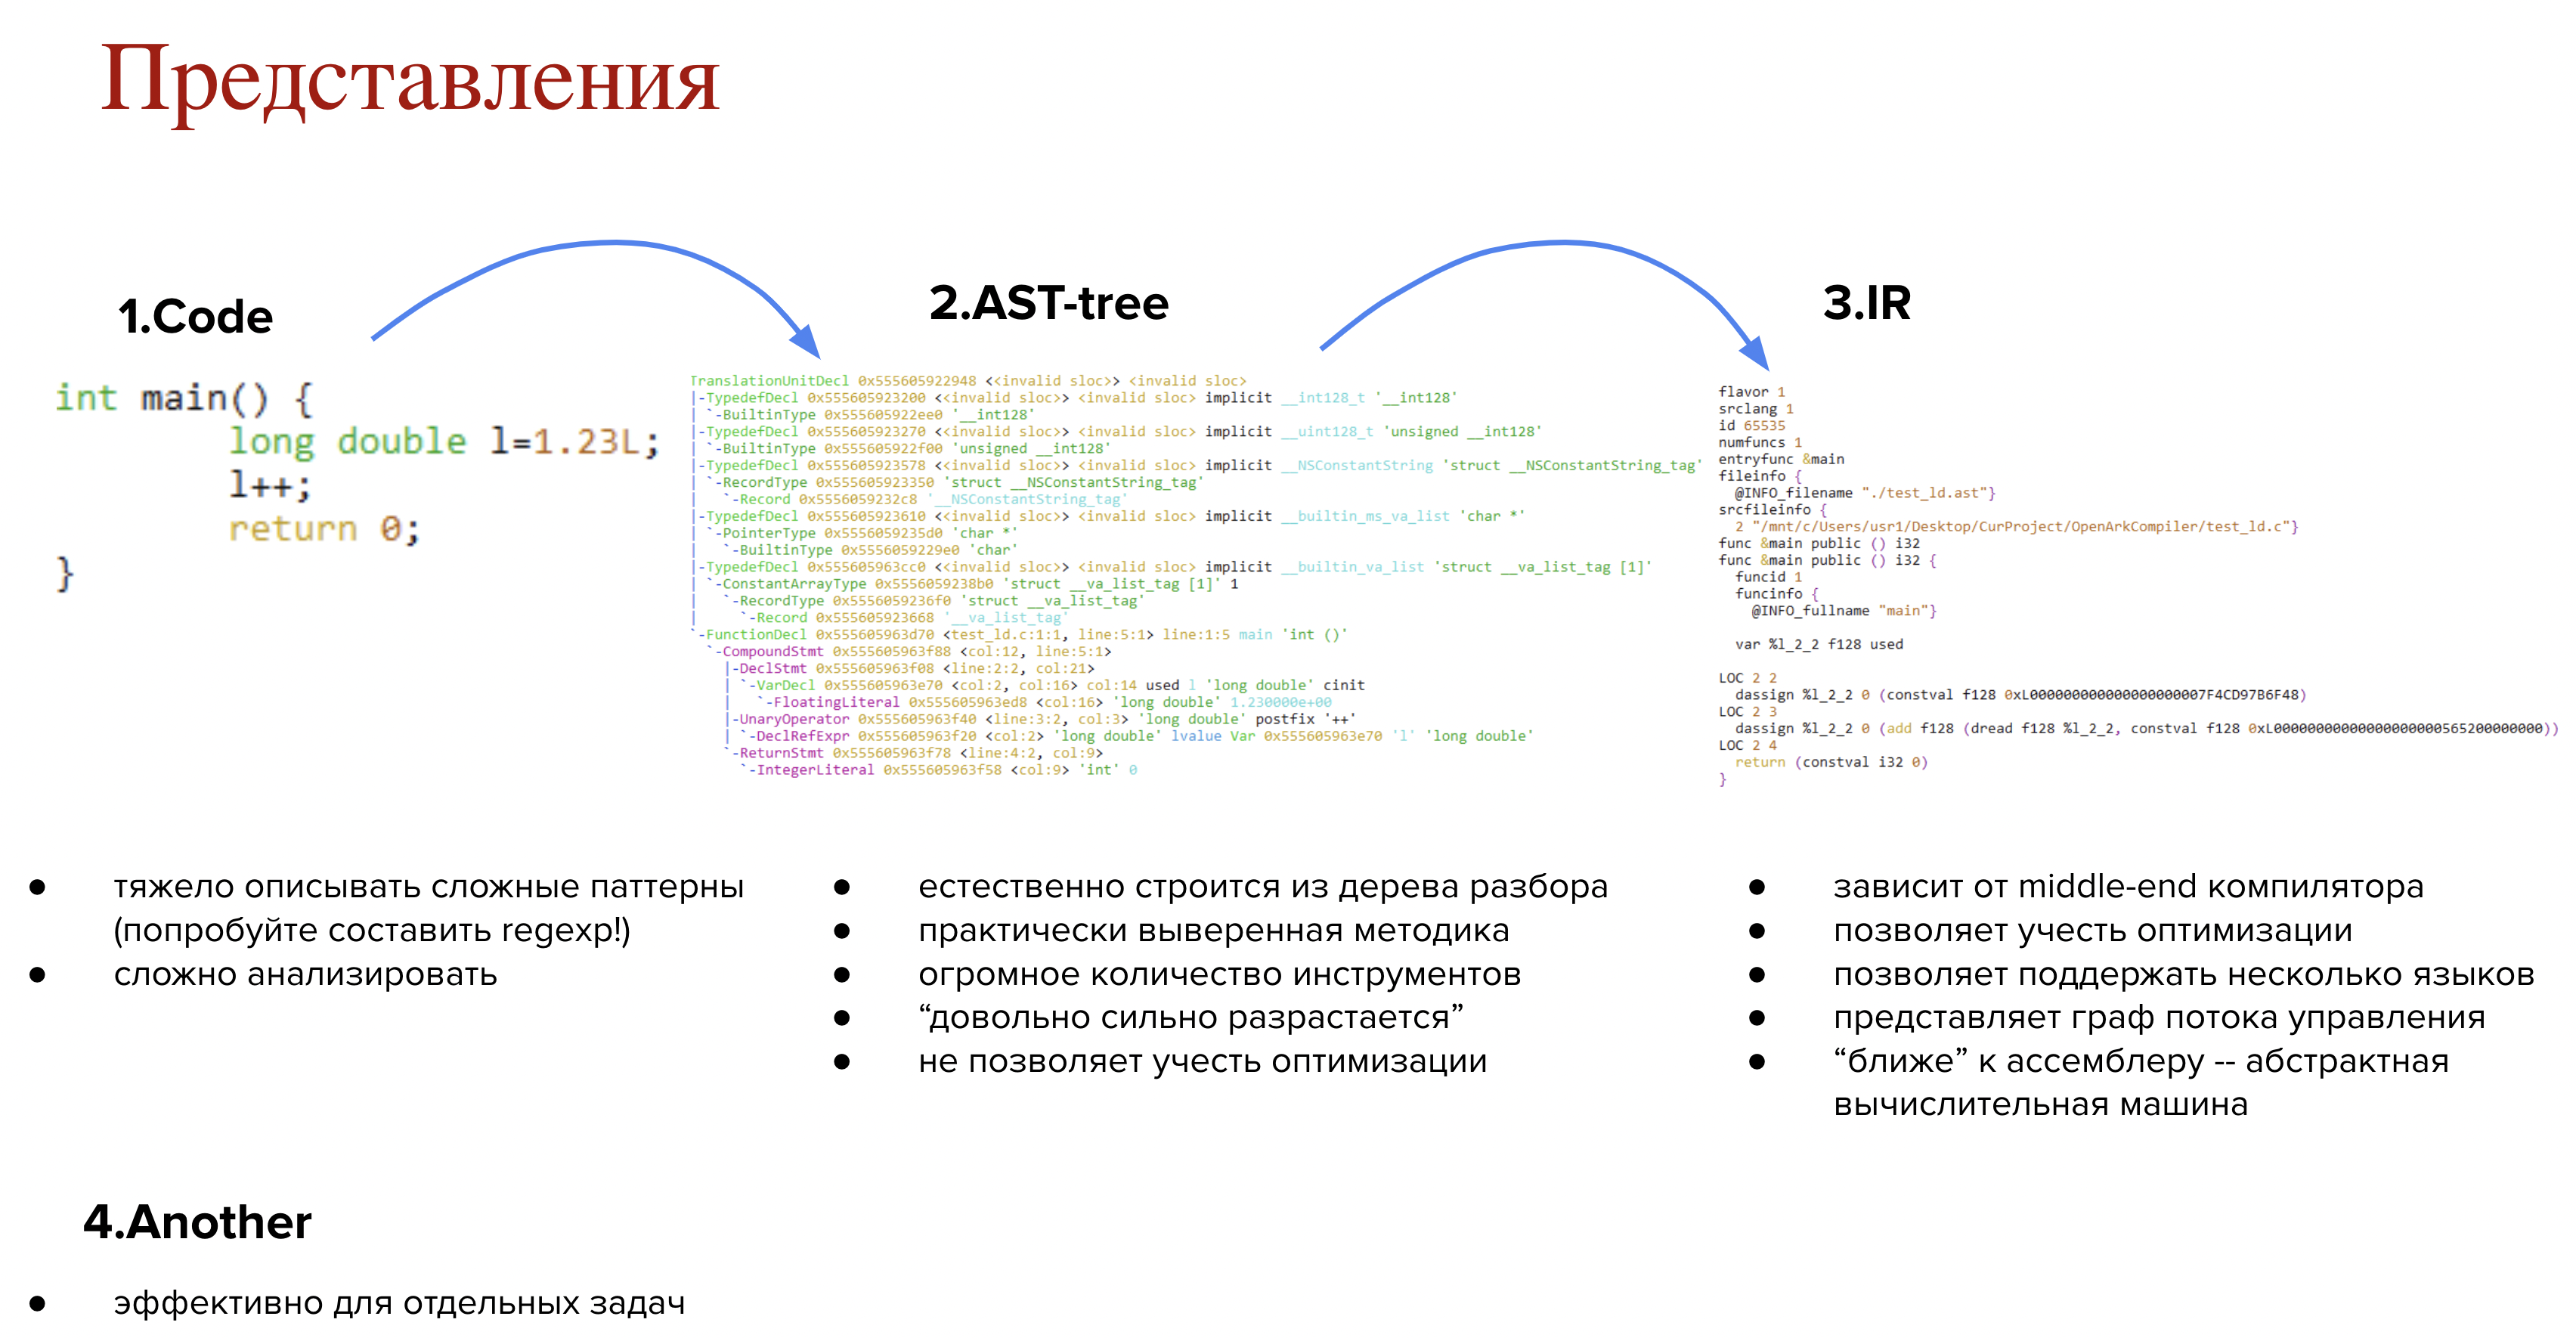 Представления
1.Code
int main() {
long double l=1.23L;
l++;
return 0;
}
2.AST-tree
TranslationUnitDecl 0x555605922948 <<invalid sloc>> <invalid sloc>
|-TypedefDecl 0x555605923200 <<invalid sloc>> <invalid sloc> implicit __int128_t '__int128'
| `-BuiltinType 0x555605922ee0 '__int128'
|-TypedefDecl 0x555605923270 <<invalid sloc>> <invalid sloc> implicit __uint128_t 'unsigned __int128'
| `-BuiltinType 0x555605922f00 'unsigned __int128'
|-TypedefDecl 0x555605923578 <<invalid sloc>> <invalid sloc> implicit __NSConstantString 'struct __NSConstantString_tag'
| `-RecordType 0x555605923350 'struct __NSConstantString_tag'
|   `-Record 0x5556059232c8 '__NSConstantString_tag'
|-TypedefDecl 0x555605923610 <<invalid sloc>> <invalid sloc> implicit __builtin_ms_va_list 'char *'
| `-PointerType 0x5556059235d0 'char *'
|   `-BuiltinType 0x5556059229e0 'char'
|-TypedefDecl 0x555605963cc0 <<invalid sloc>> <invalid sloc> implicit __builtin_va_list 'struct __va_list_tag [1]'
| `-ConstantArrayType 0x5556059238b0 'struct __va_list_tag [1]' 1
|   `-RecordType 0x5556059236f0 'struct __va_list_tag'
|     `-Record 0x555605923668 '__va_list_tag'
`-FunctionDecl 0x555605963d70 <test_ld.c:1:1, line:5:1> line:1:5 main 'int ()'
  `-CompoundStmt 0x555605963f88 <col:12, line:5:1>
    |-DeclStmt 0x555605963f08 <line:2:2, col:21>
    | `-VarDecl 0x555605963e70 <col:2, col:16> col:14 used l 'long double' cinit
    |   `-FloatingLiteral 0x555605963ed8 <col:16> 'long double' 1.230000e+00
    |-UnaryOperator 0x555605963f40 <line:3:2, col:3> 'long double' postfix '++'
    | `-DeclRefExpr 0x555605963f20 <col:2> 'long double' lvalue Var 0x555605963e70 'l' 'long double'
    `-ReturnStmt 0x555605963f78 <line:4:2, col:9>
      `-IntegerLiteral 0x555605963f58 <col:9> 'int' 0
3.IR
flavor 1
srclang 1
id 65535
numfuncs 1
entryfunc &main
fileinfo {
  @INFO_filename "./test_ld.ast"}
srcfileinfo {
  2 "/mnt/c/Users/usr1/Desktop/CurProject/OpenArkCompiler/test_ld.c"}
func &main public () i32
func &main public () i32 {
  funcid 1
  funcinfo {
    @INFO_fullname "main"}
  var %l_2_2 f128 used
LOC 2 2
  dassign %l_2_2 0 (constval f128 0xL00000000000000000007F4CD97B6F48)
LOC 2 3
  dassign %l_2_2 0 (add f128 (dread f128 %l_2_2, constval f128 0xL00000000000000000000565200000000))
LOC 2 4
  return (constval i32 0)
}
● тяжело описывать сложные паттерны
(попробуйте составить regexp!)
● сложно анализировать
● естественно строится из дерева разбора
● практически выверенная методика
● огромное количество инструментов
● “довольно сильно разрастается”
● не позволяет учесть оптимизации
● зависит от middle-end компилятора
● позволяет учесть оптимизации
● позволяет поддержать несколько языков
● представляет граф потока управления
● “ближе” к ассемблеру -- абстрактная
вычислительная машина
4.Another
● эффективно для отдельных задач